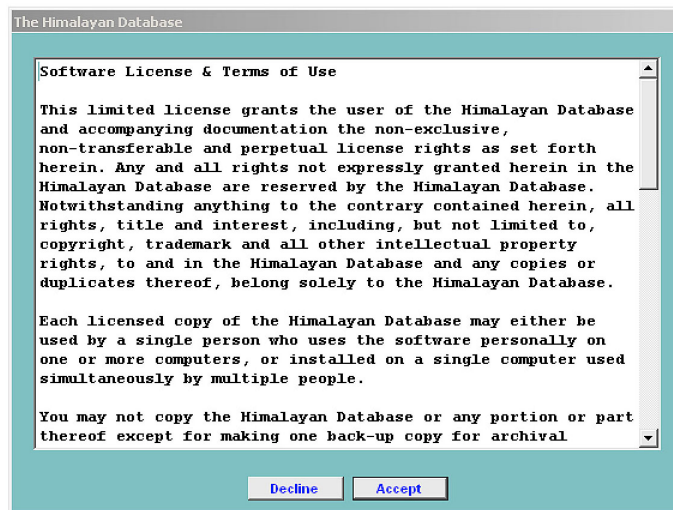 The Himalayan Database
Software License & Terms of Use
This limited license grants the user of the Himalayan Database
and accompanying documentation the non-exclusive,
non-transferable and perpetual license rights as set forth
herein. Any and all rights not expressly granted herein in the
Himalayan Database are reserved by the Himalayan Database.
Notwithstanding anything to the contrary contained herein, all
rights, title and interest, including, but not limited to,
copyright, trademark and all other intellectual property
rights, to and in the Himalayan Database and any copies or
duplicates thereof, belong solely to the Himalayan Database.
Each licensed copy of the Himalayan Database may either be
used by a single person who uses the software personally on
one or more computers, or installed on a single computer used
simultaneously by multiple people.
You may not copy the Himalayan Database or any portion or part
thereof except for making one back-up copy for archival
Decline Accept